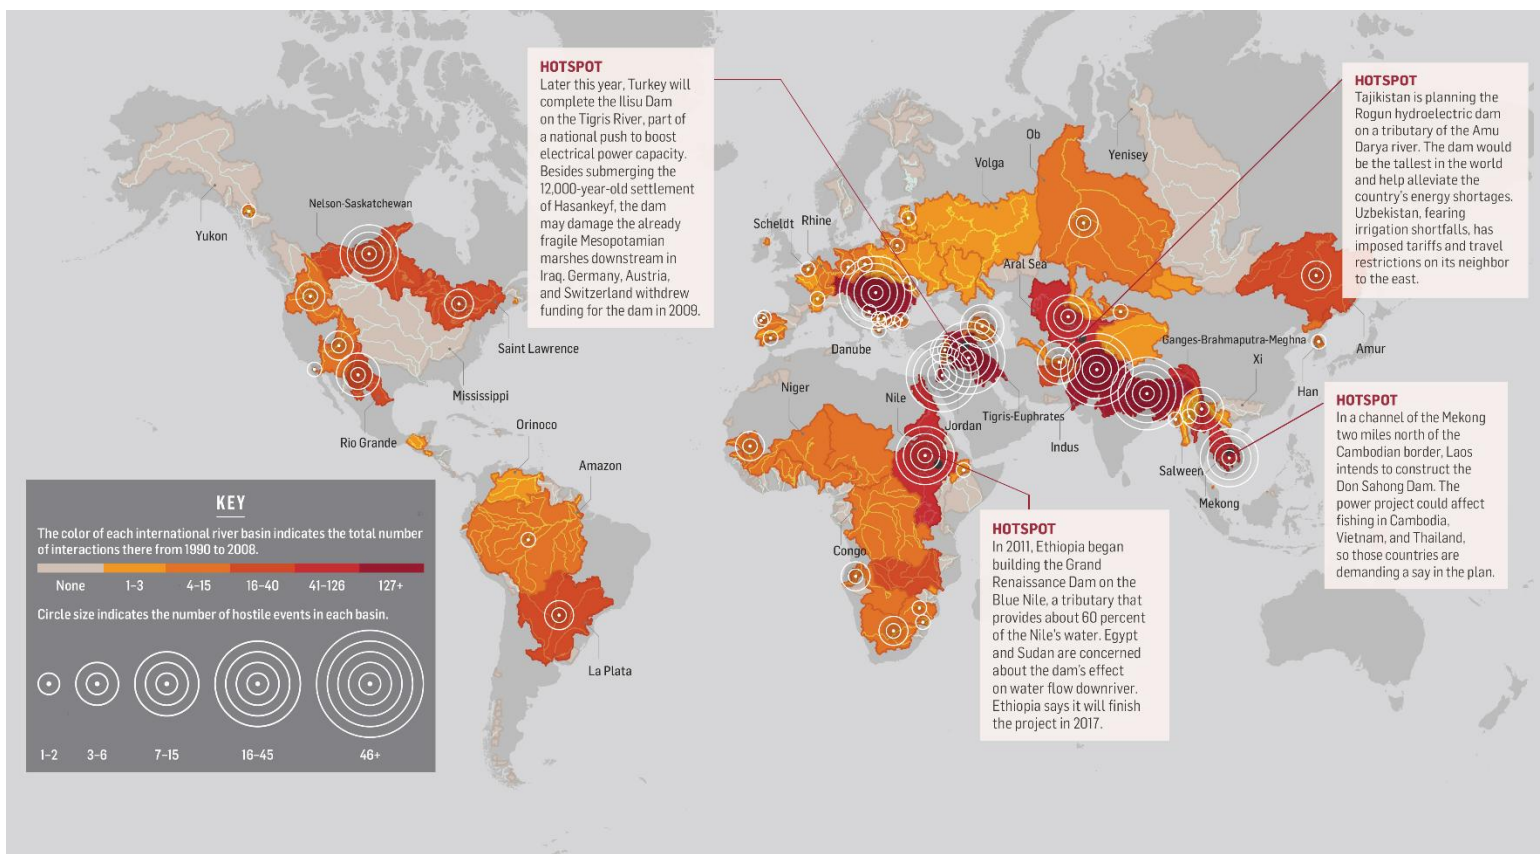 HOTSPOT
Later this year, Turkey will
complete the Ilisu Dam
on the Tigris River, part of
a national push to boost
electrical power capacity.
Besides submerging the
12,000-year-old settlement
of Hasankeyf, the dam
may damage the already
fragile Mesopotamian
marshes downstream in
Iraq. Germany, Austria,
and Switzerland withdrew
funding for the dam in 2009.
HOTSPOT
Tajikistan is planning the
Rogun hydroelectric dam
on a tributary of the Amu
Darya river. The dam would
be the tallest in the world
and help alleviate the
country's energy shortages.
Uzbekistan, fearing
irrigation shortfalls, has
imposed tariffs and travel
restrictions on its neighbor
to the east.
Yukon
Nelson-Saskatchewan
Saint Lawrence
Mississippi
Rio Grande
Orinoco
Amazon
La Plata
Scheldt
Rhine
Volga
Ob
Yenisey
Aral Sea
Danube
Niger
Nile
Jordan
Tigris-Euphrates
Indus
Ganges-Brahmaputra-Meghna
Xi
Han
Amur
Salween
Mekong
Congo
HOTSPOT
In a channel of the Mekong
two miles north of the
Cambodian border, Laos
intends to construct the
Don Sahong Dam. The
power project could affect
fishing in Cambodia,
Vietnam, and Thailand,
so those countries are
demanding a say in the plan.
HOTSPOT
In 2011, Ethiopia began
building the Grand
Renaissance Dam on the
Blue Nile, a tributary that
provides about 60 percent
of the Nile's water. Egypt
and Sudan are concerned
about the dam's effect
on water flow downriver.
Ethiopia says it will finish
the project in 2017.
KEY
The color of each international river basin indicates the total number
of interactions there from 1990 to 2008.
None 1–3 4–15 16–40 41–126 127+
Circle size indicates the number of hostile events in each basin.
1–2 3–6 7–15 16–45 46+